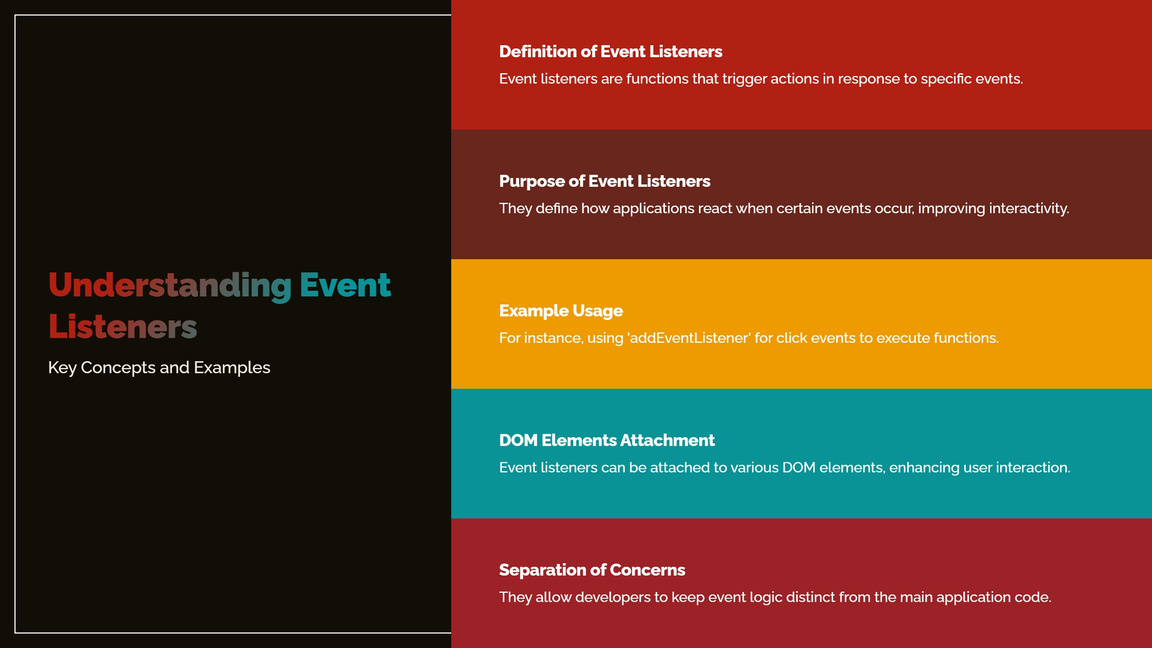 Understanding Event
Listeners
Key Concepts and Examples
Definition of Event Listeners
Event listeners are functions that trigger actions in response to specific events.
Purpose of Event Listeners
They define how applications react when certain events occur, improving interactivity.
Example Usage
For instance, using 'addEventListener' for click events to execute functions.
DOM Elements Attachment
Event listeners can be attached to various DOM elements, enhancing user interaction.
Separation of Concerns
They allow developers to keep event logic distinct from the main application code.